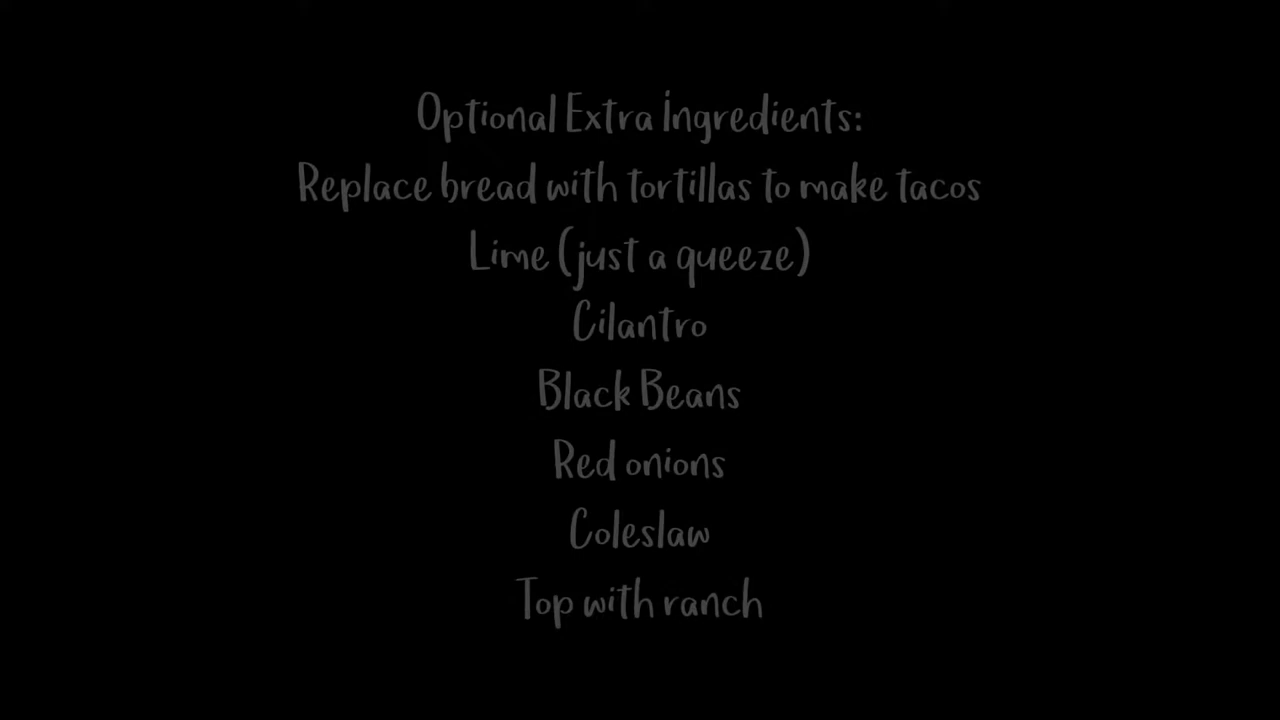 Optional Extra Ingredients:
Replace bread with tortillas to make tacos
Lime (just a queeze)
Cilantro
Black Beans
Red onions
Coleslaw
Top with ranch